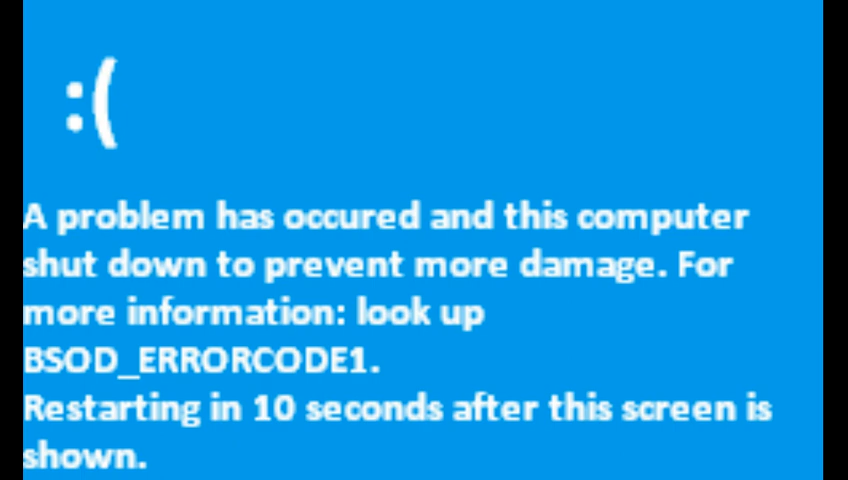 :(
A problem has occured and this computer
shut down to prevent more damage. For
more information: look up
BSOD_ERRORCODE1.
Restarting in 10 seconds after this screen is
shown.